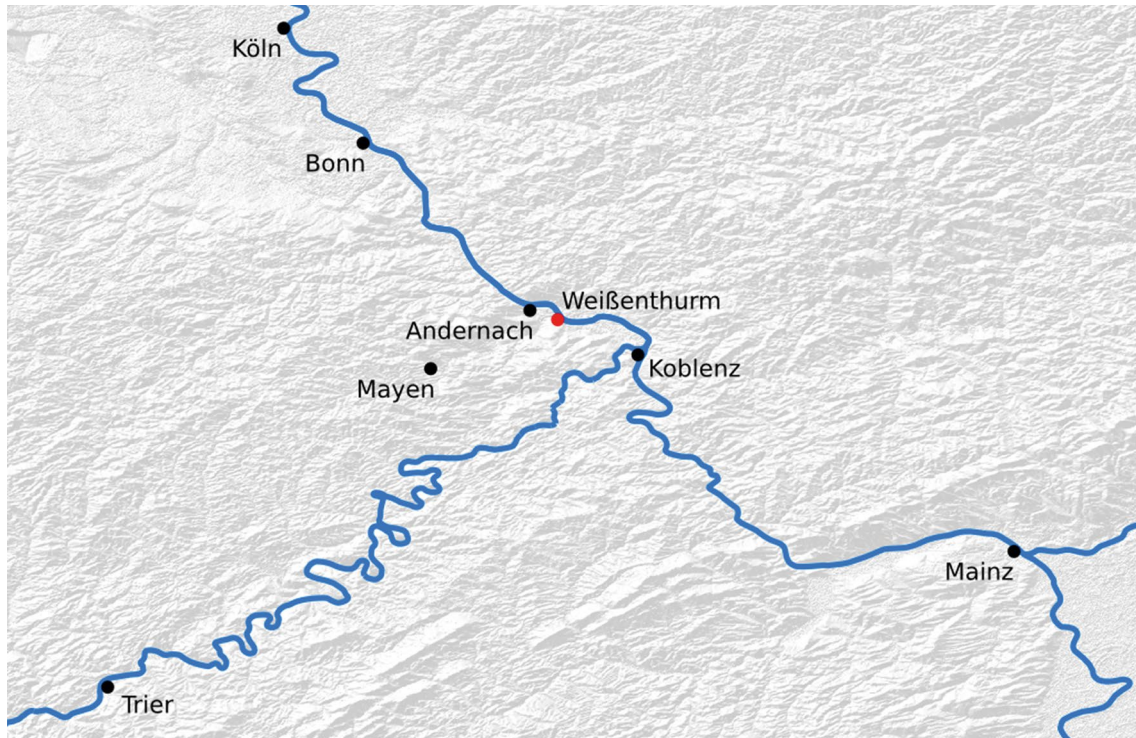 Köln
Bonn
Weißenthurm
Andernach
Koblenz
Mayen
Mainz
Trier